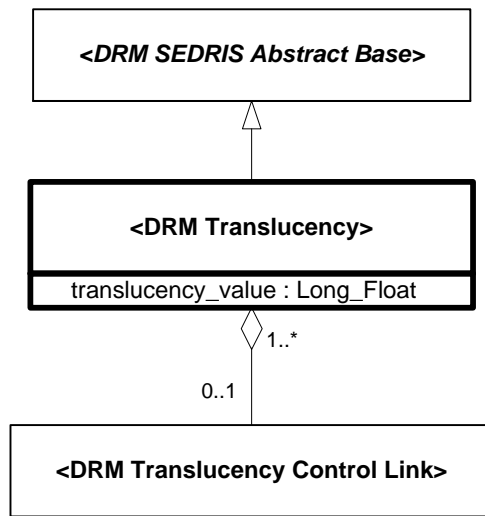 <DRM SEDRIS Abstract Base>
<DRM Translucency>
translucency_value : Long_Float
1..*
0..1
<DRM Translucency Control Link>